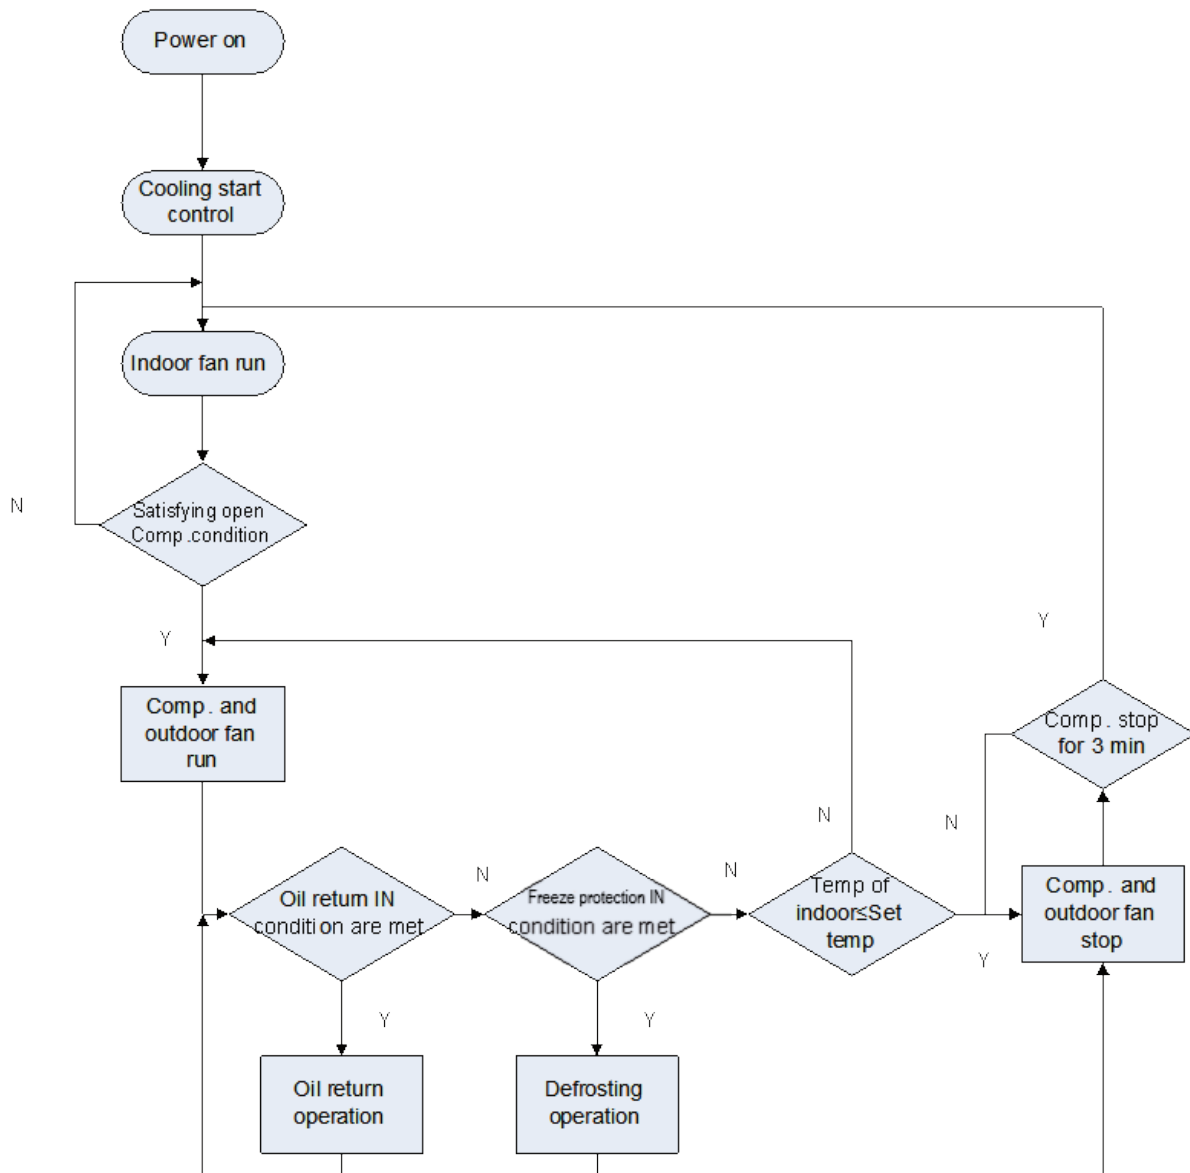 Power on
Cooling start
control
Indoor fan run
N
Satisfying open
Comp.condition
Y
Y
Comp. and
outdoor fan
run
Comp. stop
for 3 min
N
N
N
N
Oil return IN
condition are met
Freeze protection IN
condition are met
Temp of
indoor≤Set
temp
Comp. and
outdoor fan
stop
Y
Y
Y
Oil return
operation
Defrosting
operation